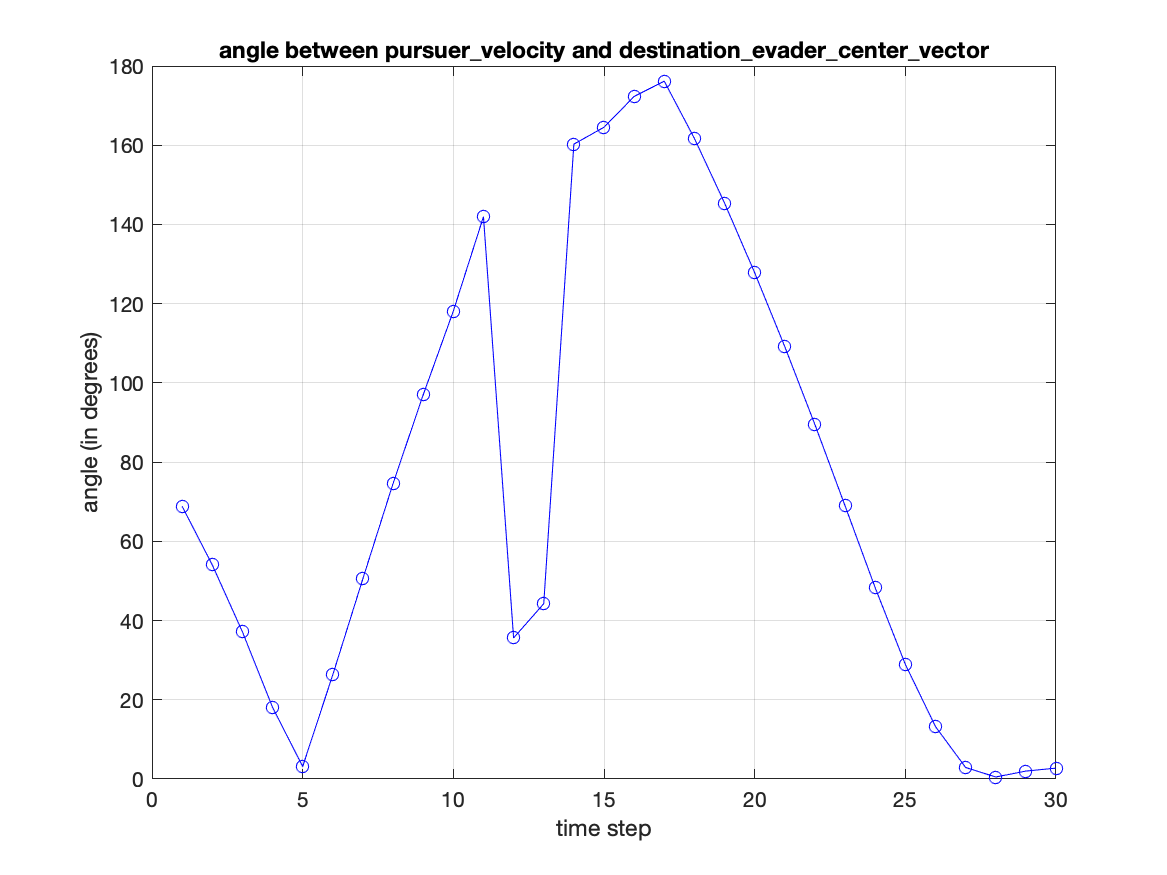 angle between pursuer_velocity and destination_evader_center_vector
180
160
140
120
100
80
60
40
20
0
angle (in degrees)
0 5 10 15 20 25 30
time step